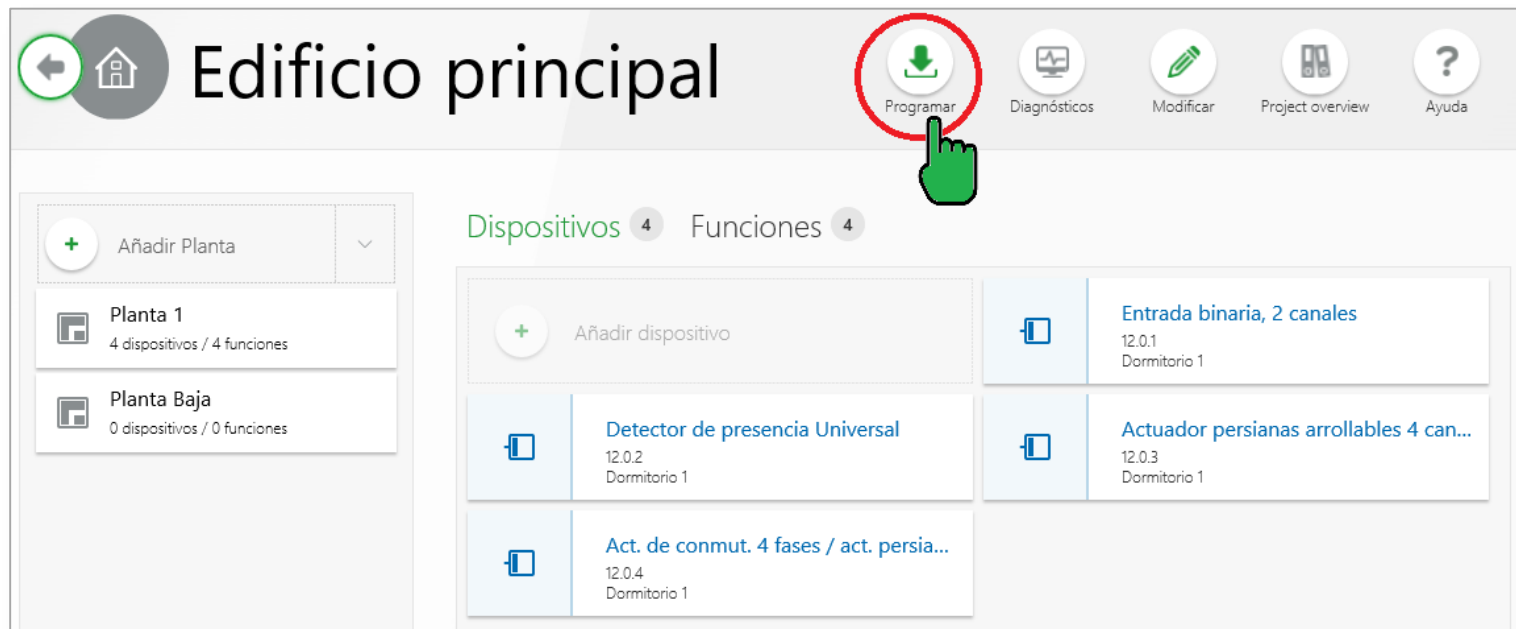 Edificio principal
Programar
Diagnósticos
Modificar
Project overview
Ayuda
?
+ Añadir Planta
Planta 1
4 dispositivos / 4 funciones
Planta Baja
0 dispositivos / 0 funciones
Dispositivos 4 Funciones 4
+ Añadir dispositivo
Entrada binaria, 2 canales
12.0.1
Dormitorio 1
Detector de presencia Universal
12.0.2
Dormitorio 1
Actuador persianas arrollables 4 can...
12.0.3
Dormitorio 1
Act. de conmut. 4 fases / act. persia...
12.0.4
Dormitorio 1